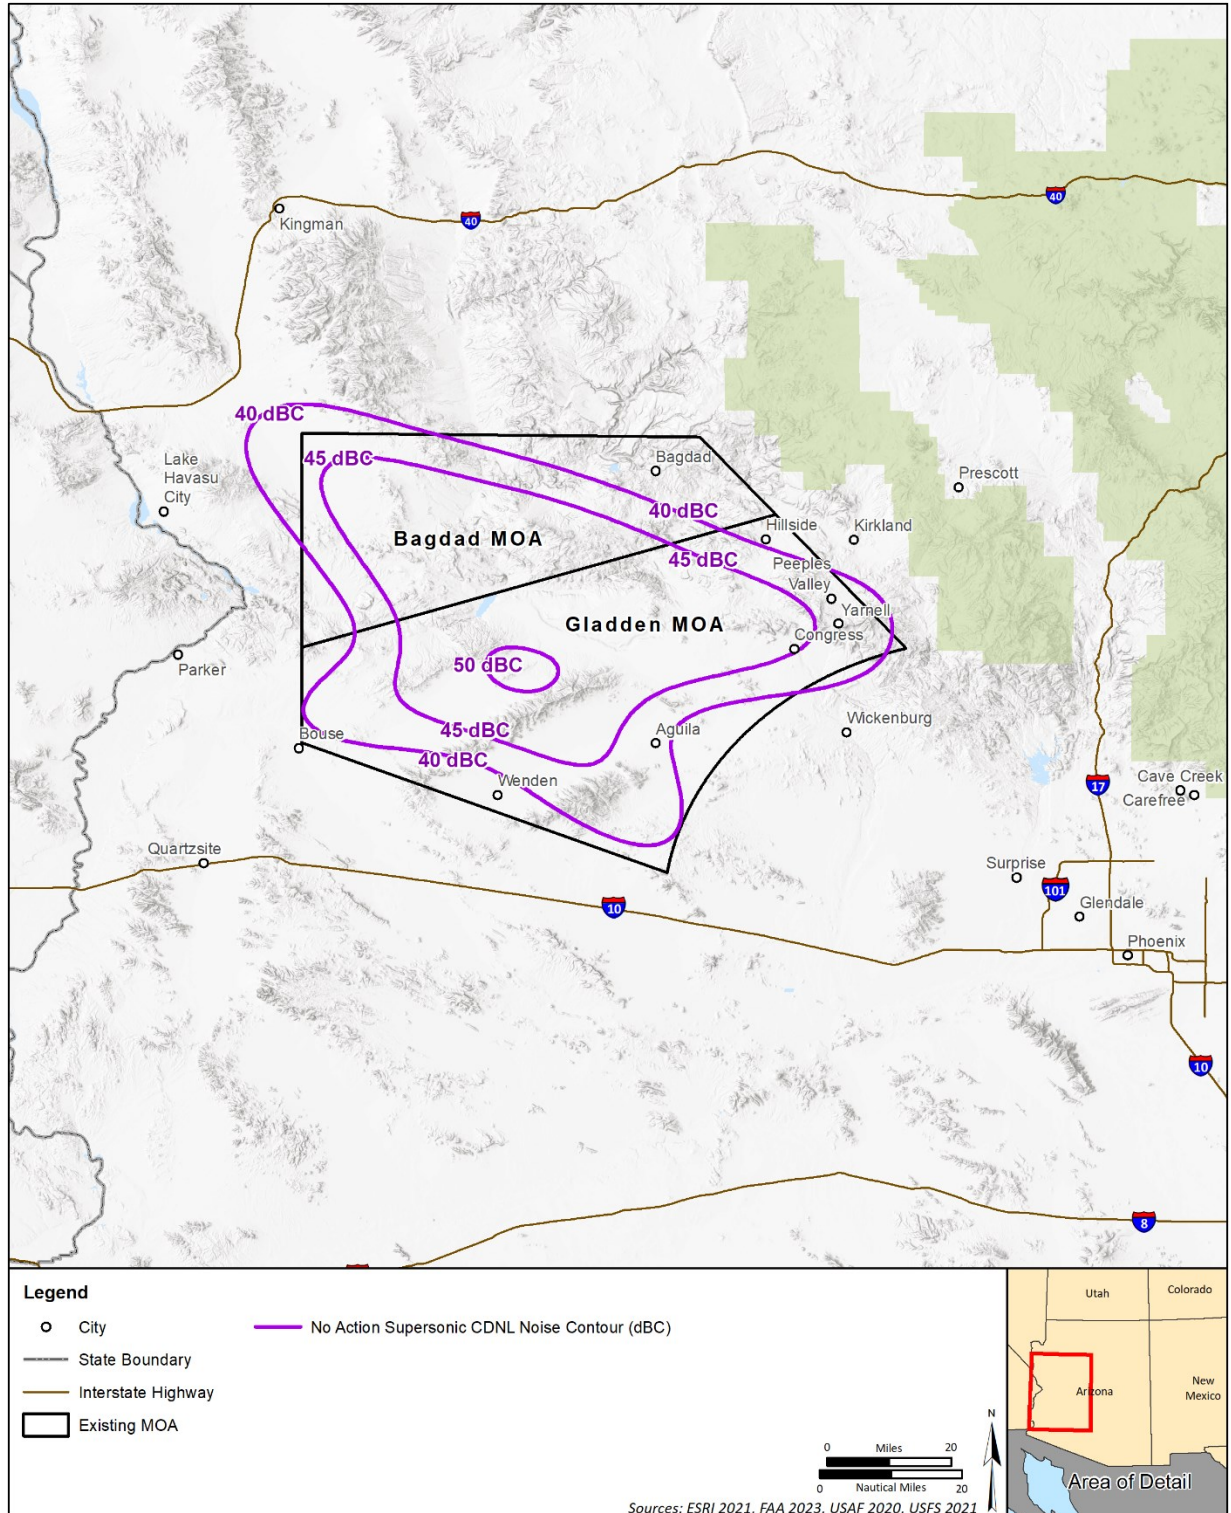 40
40
Kingman
40 dBC
45 dBC
Bagdad
Lake
Havasu
City
Prescott
40 dBC
Hillside
Kirkland
Bagdad MOA
45 dBC
Peeples
Valley
Yarnell
Gladden MOA
Congress
50 dBC
Parker
Wickenburg
45 dBC
Aguila
Bouse
40 dBC
Wenden
Cave Creek
17
Carefree
Quartzsite
Surprise
101
10
Glendale
Phoenix
10
8
Legend
City
No Action Supersonic CDNL Noise Contour (dBC)
State Boundary
Interstate Highway
Existing MOA
N
0 Miles 20
0 Nautical Miles 20
Sources: ESRI 2021, FAA 2023, USAF 2020, USFS 2021
Utah
Colorado
Arizona
New
Mexico
Area of Detail